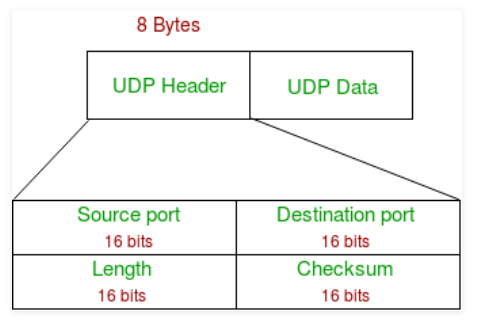 8 Bytes
UDP Header UDP Data
Source port Destination port
16 bits 16 bits
Length Checksum
16 bits 16 bits